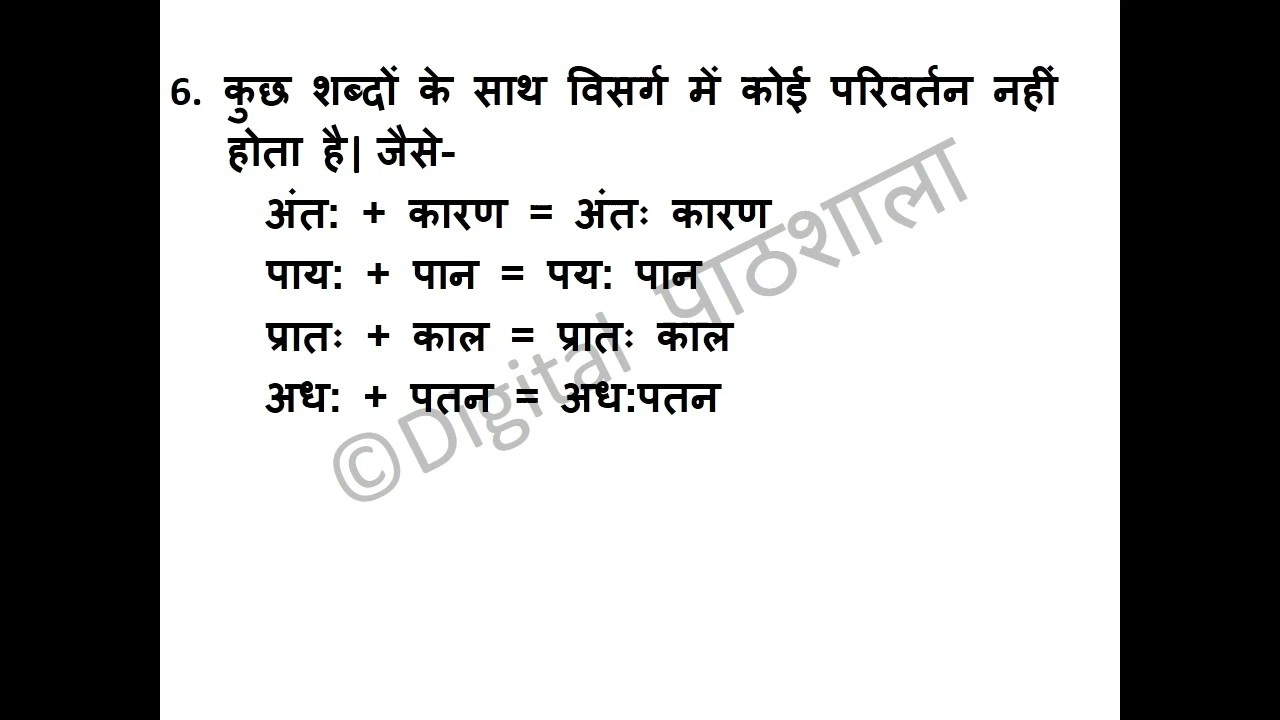 6. कुछ शब्दों के साथ विसर्ग में कोई परिवर्तन नहीं
होता है| जैसे-
अंत: + कारण = अंतः कारण
पाय: + पान = पय: पान
प्रातः + काल = प्रातः काल
अध: + पतन = अध:पतन
©Digital पाठशाला